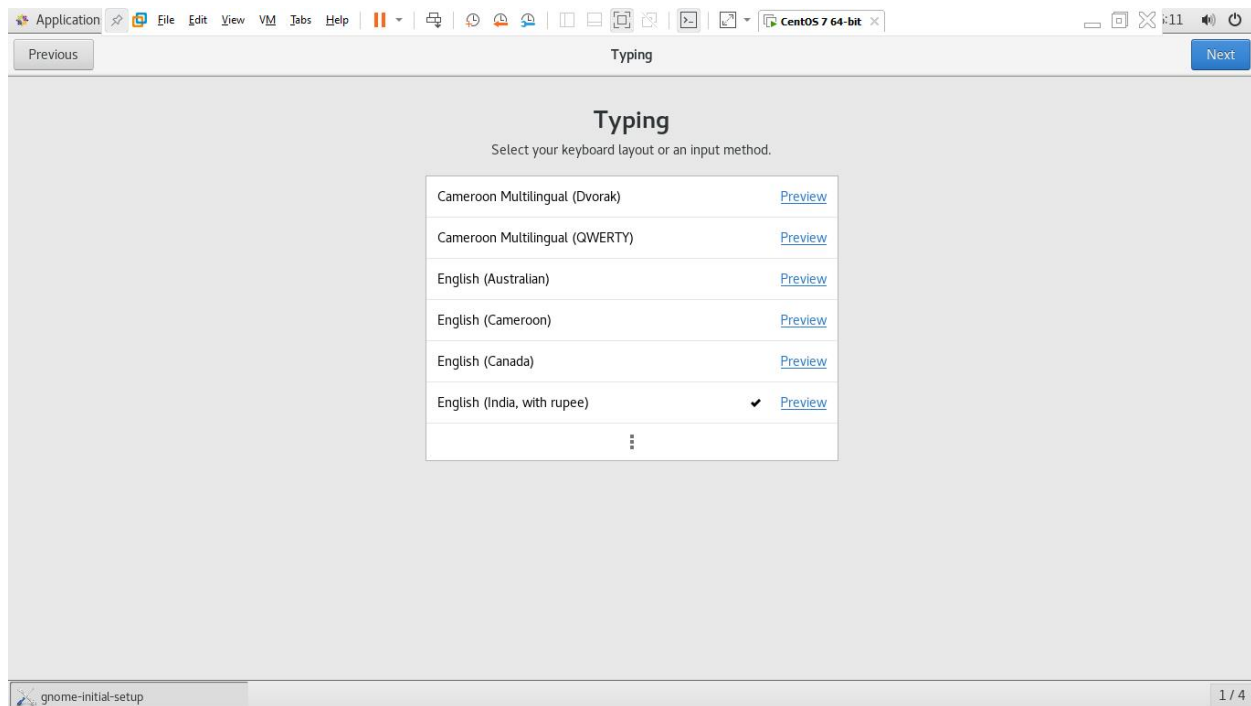 Application File Edit View VM Tabs Help CentOS 7 64-bit :11
Previous Typing Next
Typing
Select your keyboard layout or an input method.
Cameroon Multilingual (Dvorak) Preview
Cameroon Multilingual (QWERTY) Preview
English (Australian) Preview
English (Cameroon) Preview
English (Canada) Preview
English (India, with rupee) Preview
gnome-initial-setup 1 / 4